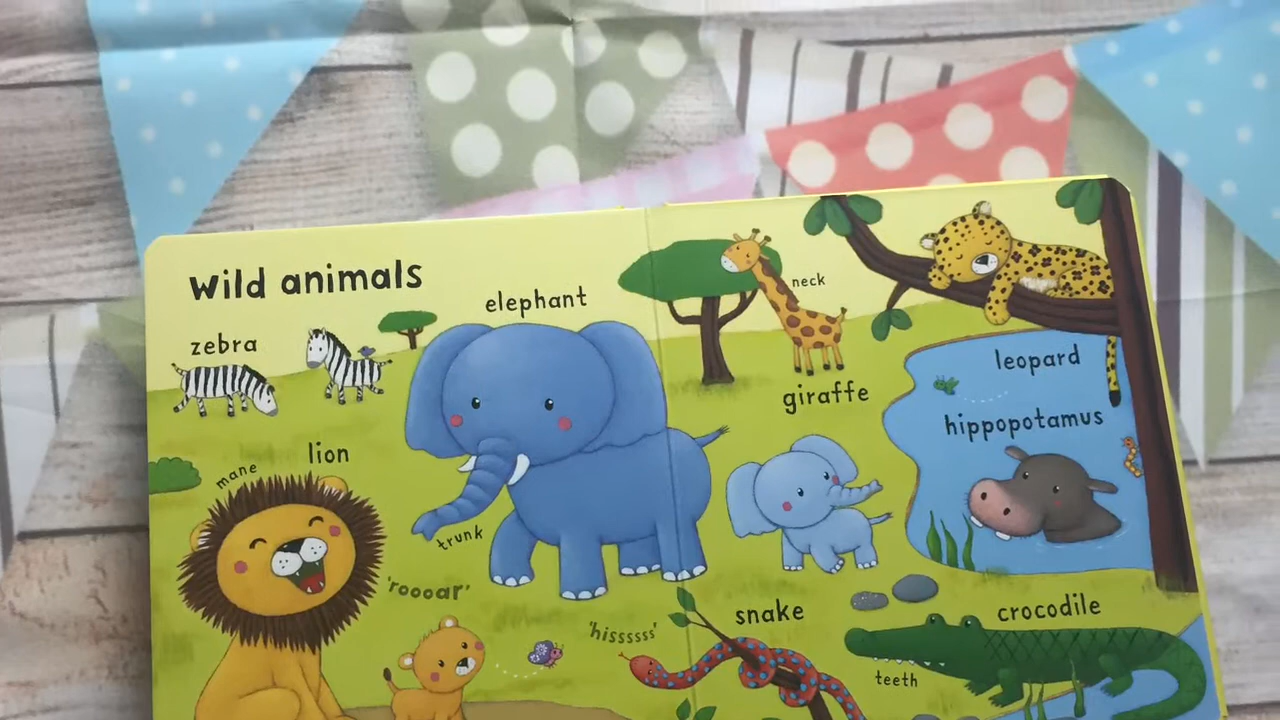 Wild animals
zebra
elephant
neck
giraffe
leopard
hippopotamus
lion
mane
trunk
'roooar'
'hissssss'
snake
crocodile
teeth